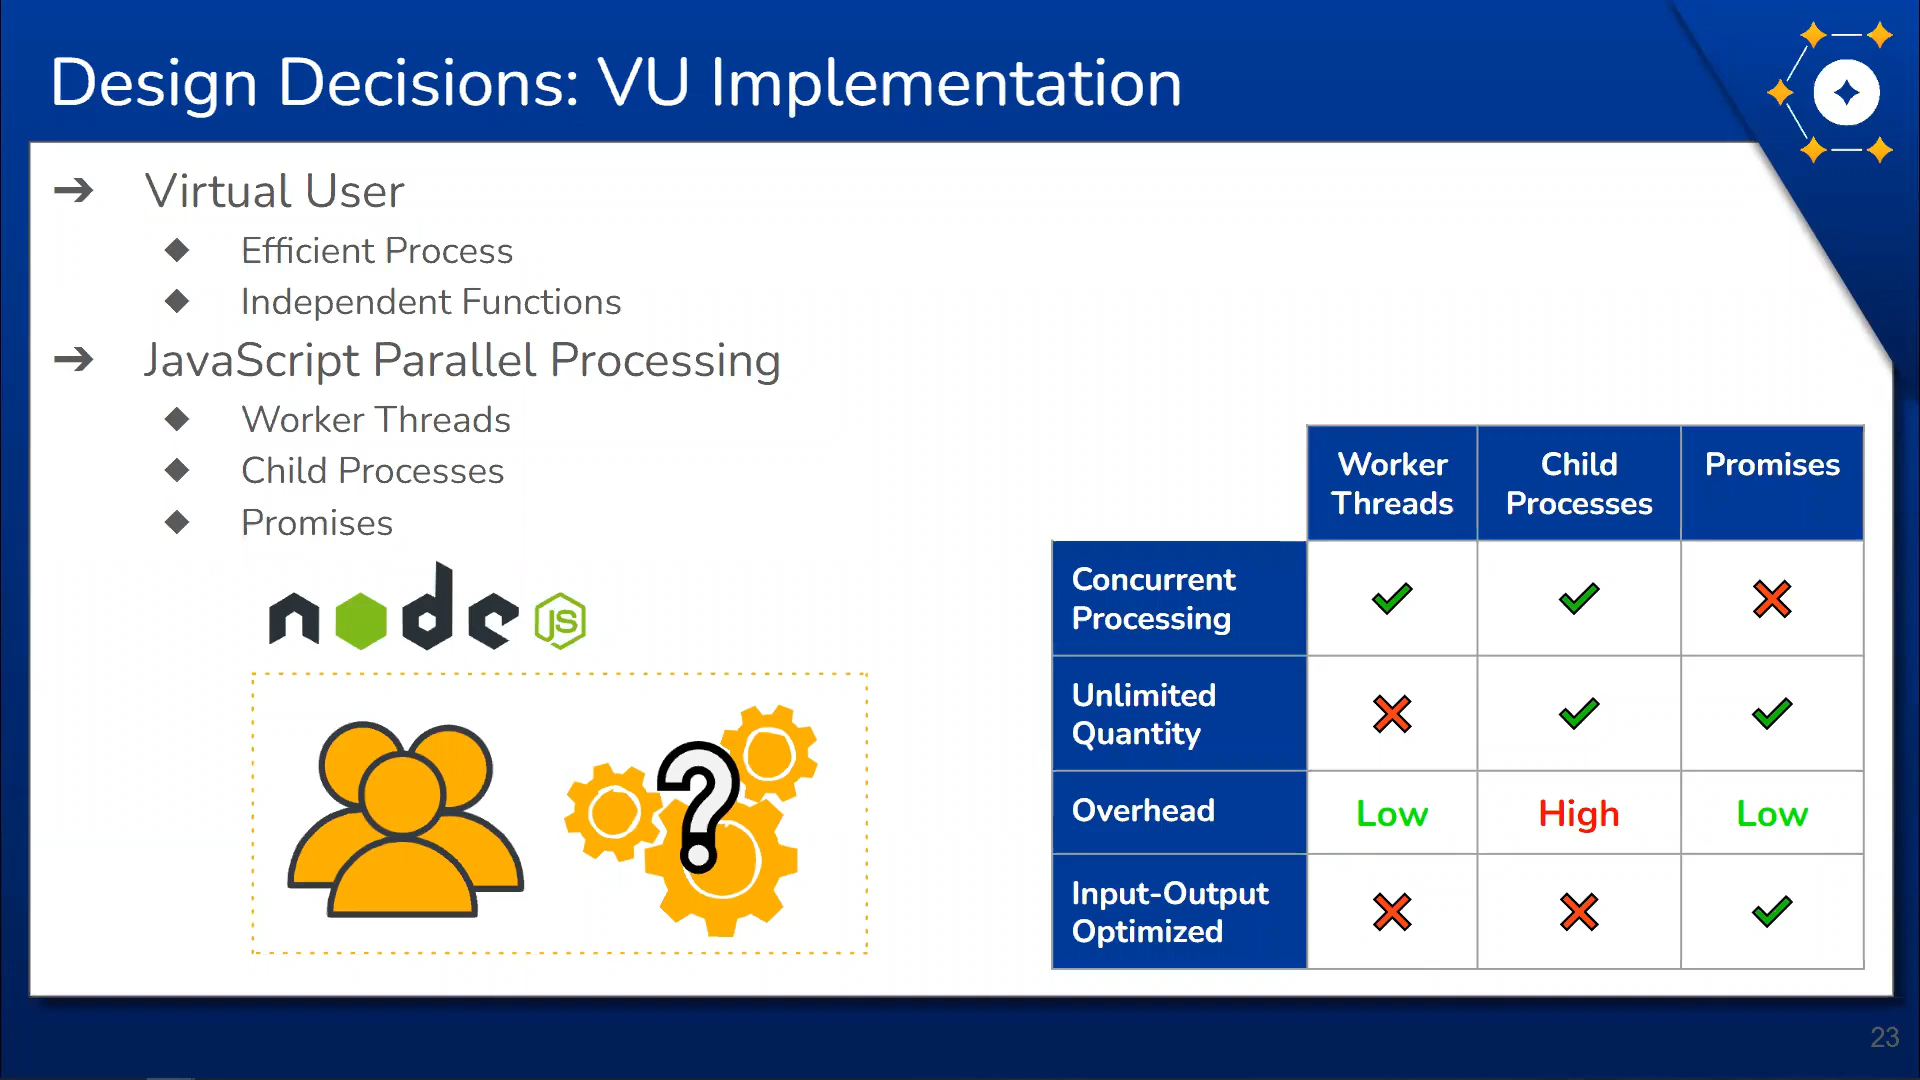 Design Decisions: VU Implementation
➔ Virtual User
◆ Efficient Process
◆ Independent Functions
➔ JavaScript Parallel Processing
◆ Worker Threads
◆ Child Processes
◆ Promises
node
JS
?
Worker Threads
Child Processes
Promises
Concurrent Processing
✓ ✓ ✗
Unlimited Quantity
✗ ✓ ✓
Overhead
Low High Low
Input-Output Optimized
✗ ✗ ✓
23